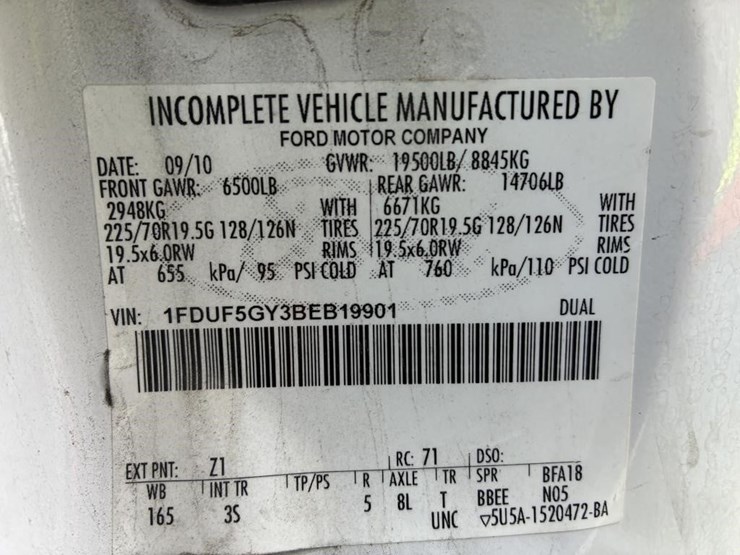 INCOMPLETE VEHICLE MANUFACTURED BY
FORD MOTOR COMPANY
DATE: 09/10 GVWR: 19500LB/ 8845KG
FRONT GAWR: 6500LB REAR GAWR: 14706LB
2948KG WITH 6671KG WITH
225/70R19.5G 128/126N TIRES 225/70R19.5G 128/126N TIRES
19.5x6.0RW RIMS 19.5x6.0RW RIMS
AT 655 kPa/ 95 PSI COLD AT 760 kPa/110 PSI COLD
VIN: 1FDUF5GY3BEB19901 DUAL
EXT PNT: Z1 RC: 71 DSO:
WB INT TR TP/PS R AXLE TR SPR BFA18
165 3S 5 8L T BBEE N05
UNC ▽5U5A-1520472-BA